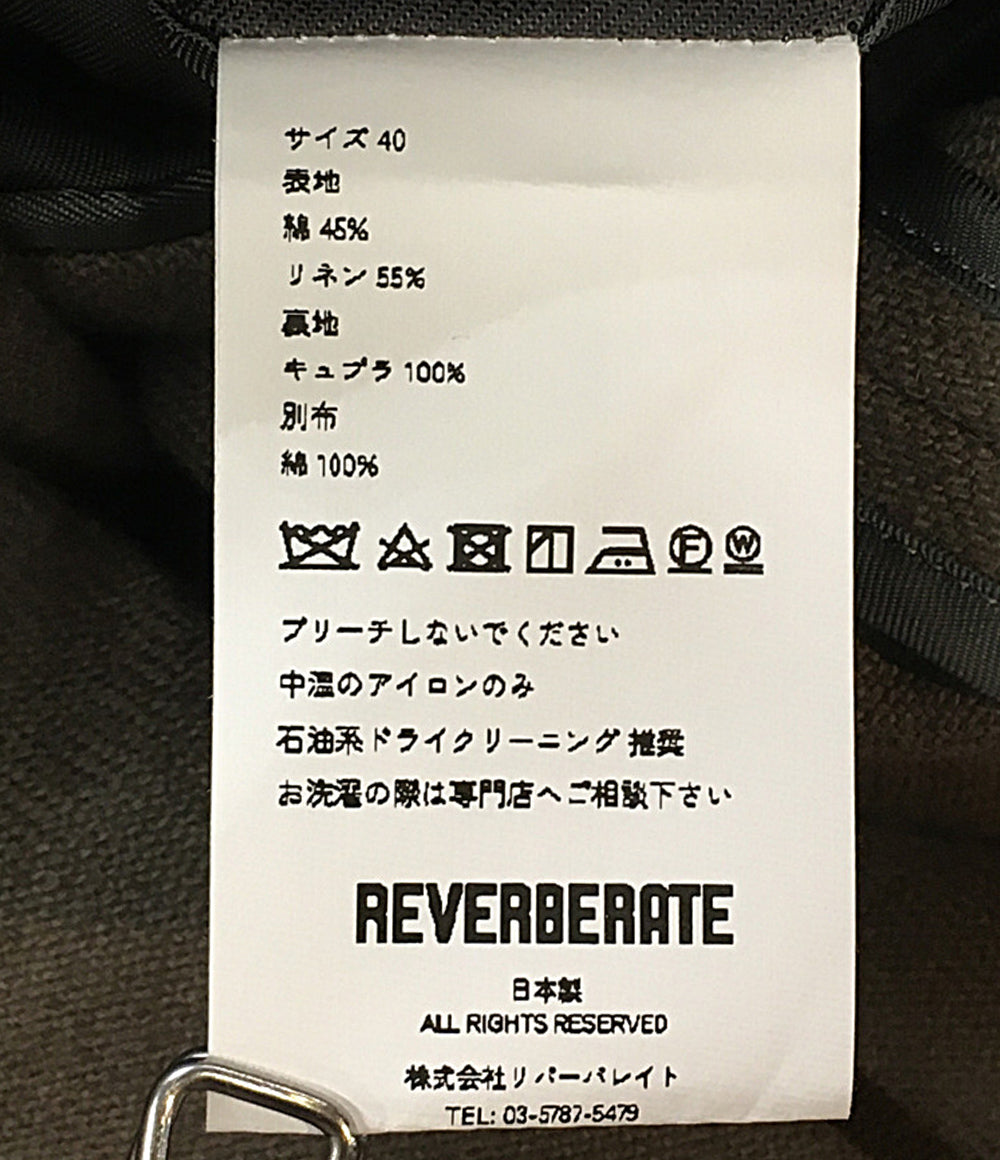 サイズ 40
表地
綿 45%
リネン 55%
裏地
キュプラ 100%
別布
綿 100%
F W
ブリーチしないでください
中温のアイロンのみ
石油系ドライクリーニング 推奨
お洗濯の際は専門店へご相談下さい
REVERBERATE
日本製
ALL RIGHTS RESERVED
株式会社リバーバレイト
TEL: 03-5787-5479